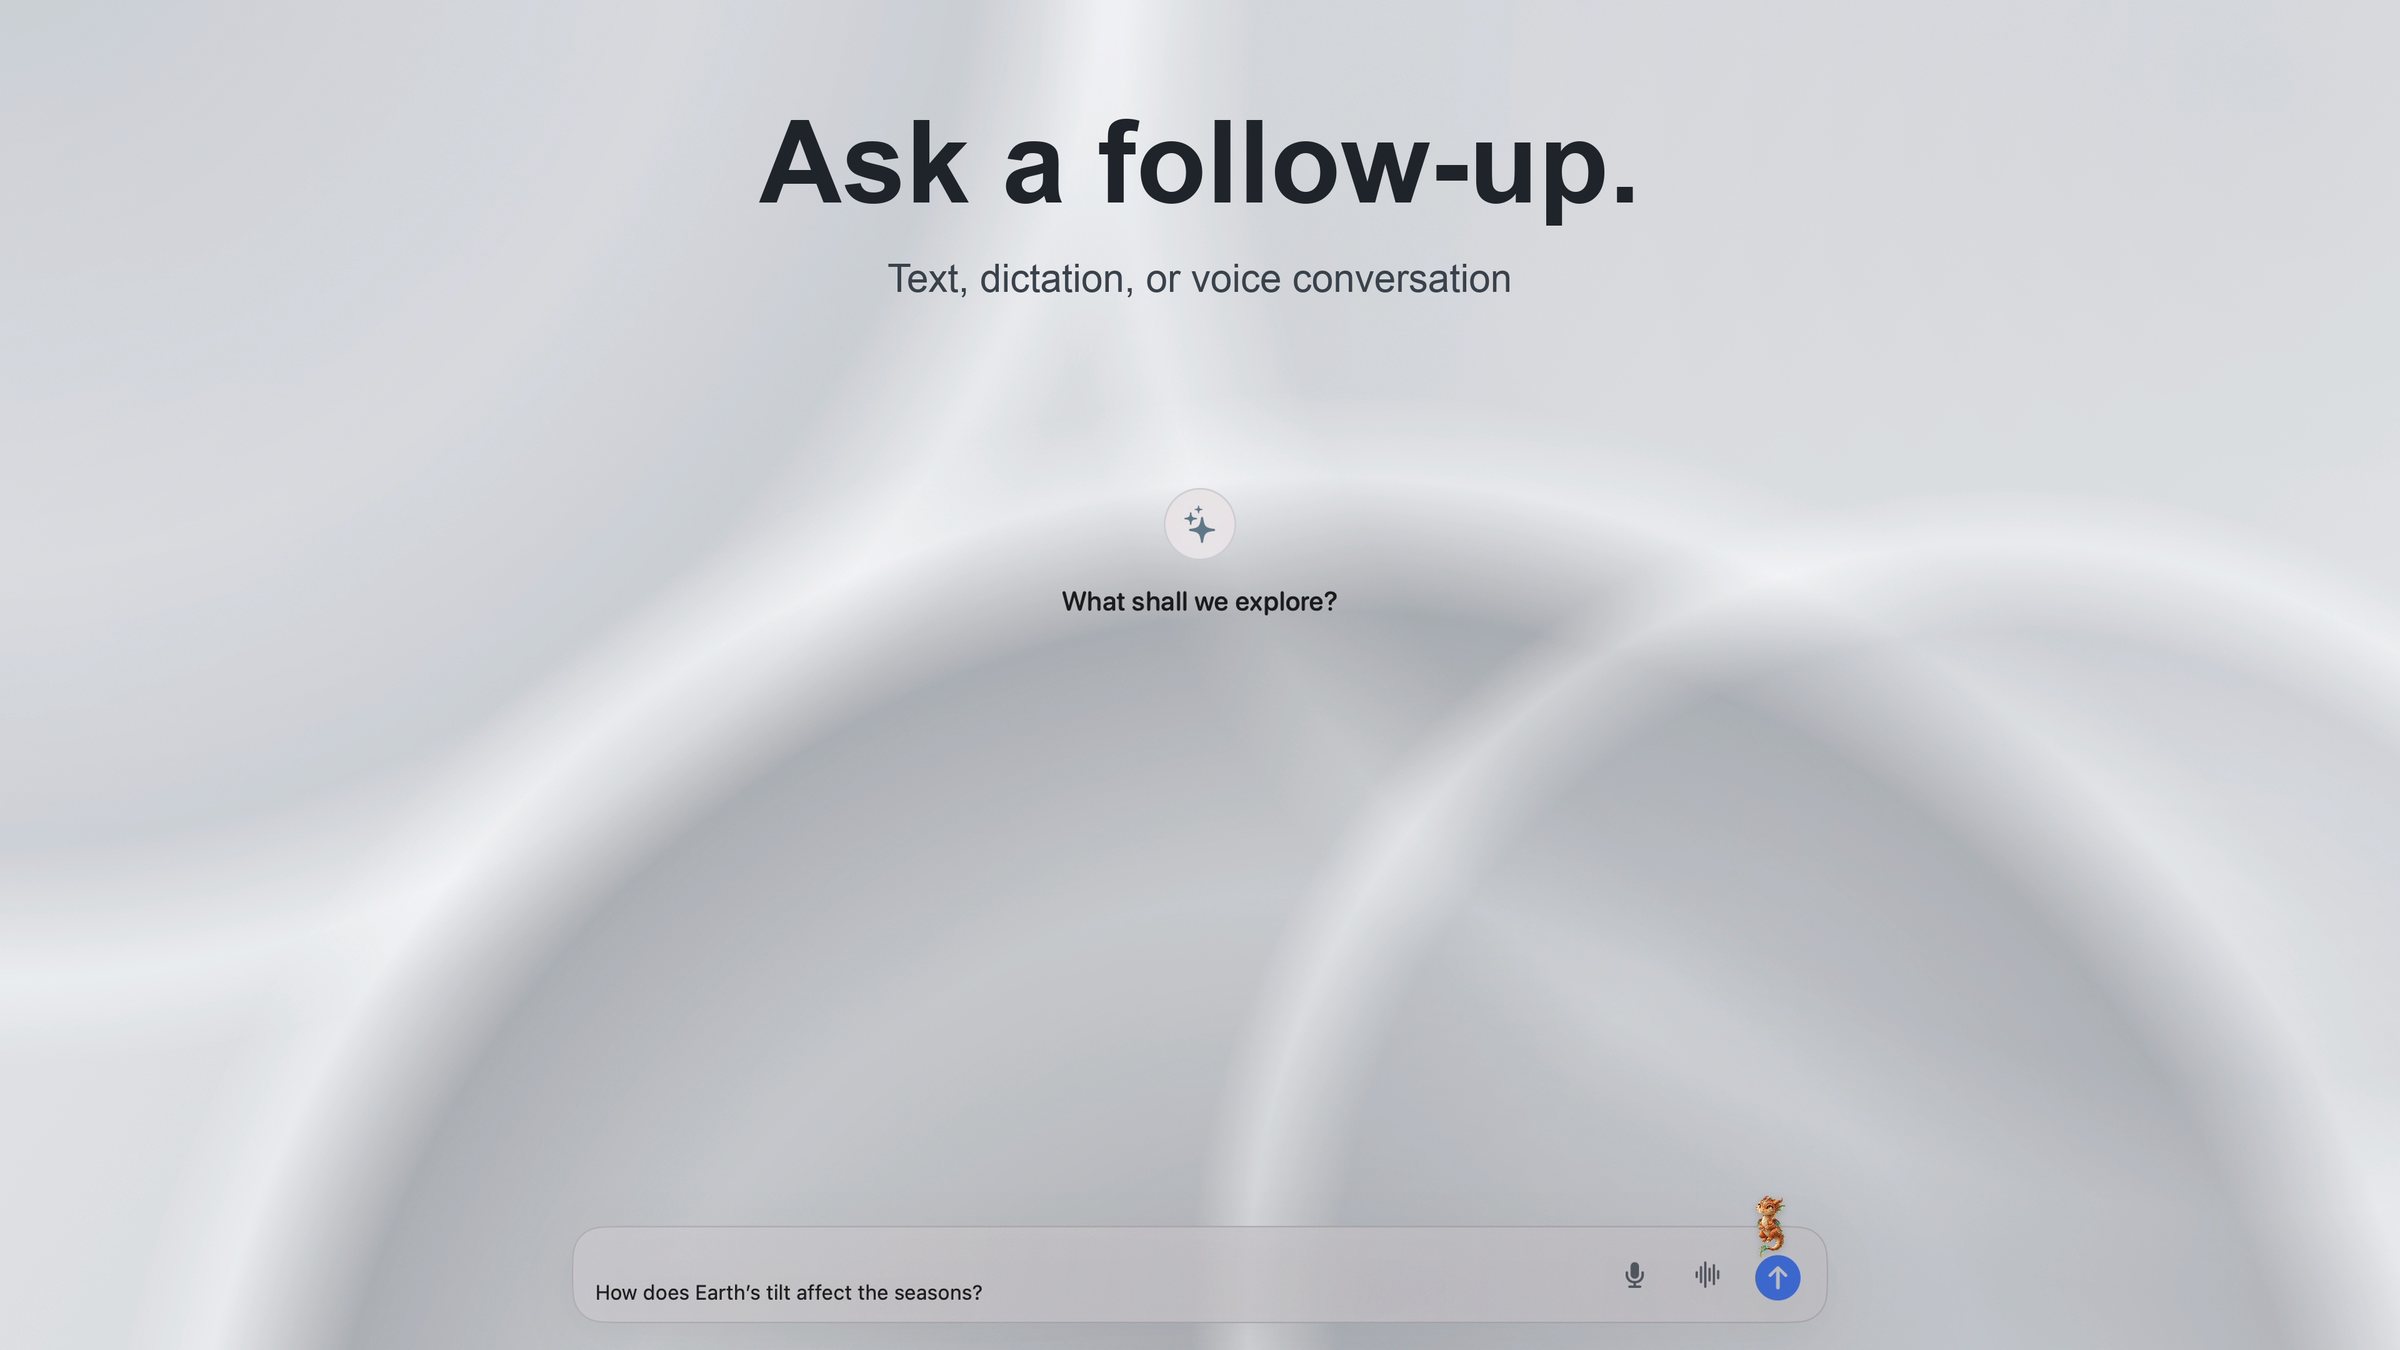 Ask a follow-up.
Text, dictation, or voice conversation
What shall we explore?
How does Earth’s tilt affect the seasons?